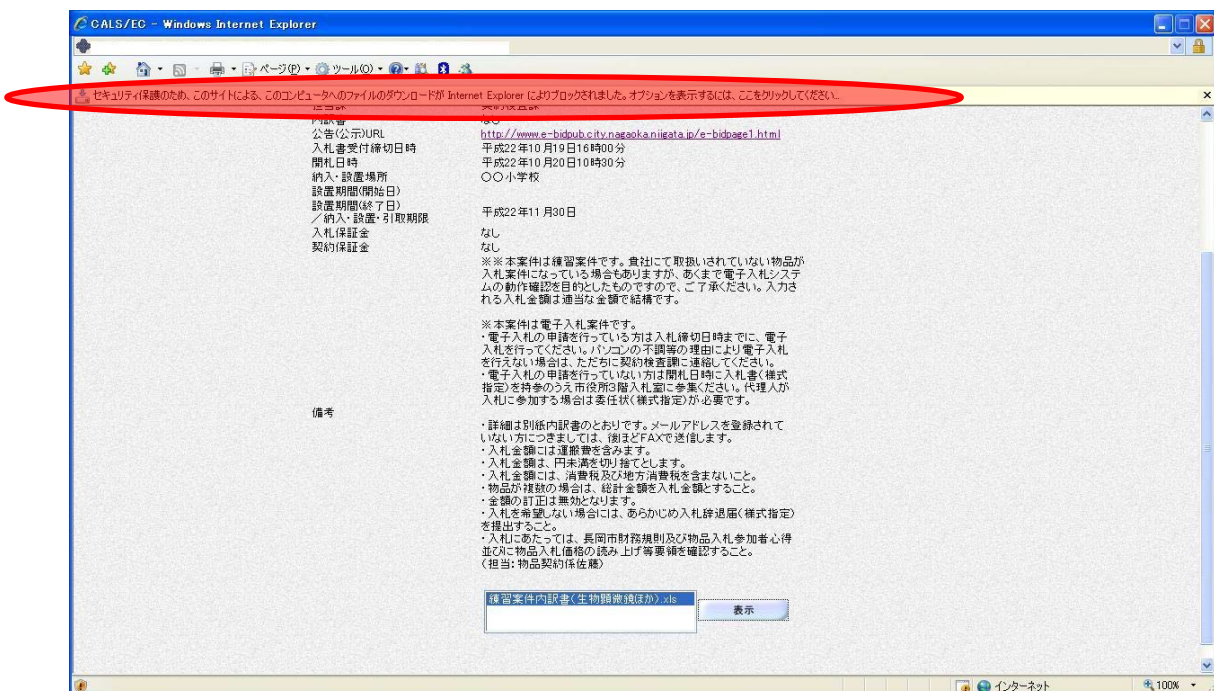 CALS/EC - Windows Internet Explorer
ページ(P) ツール(O)
セキュリティ保護のため、このサイトによる、このコンピュータへのファイルのダウンロードが Internet Explorer によりブロックされました。オプションを表示するには、ここをクリックしてください...
担当課 契約検査課
内訳書 なし
公告(公示)URL http://www.e-bidpub.city.nagaoka.niigata.jp/e-bidpage1.html
入札書受付締切日時 平成22年10月19日16時00分
開札日時 平成22年10月20日10時30分
納入・設置場所 〇〇小学校
設置期間(開始日)
設置期間(終了日)
／納入・設置・引取期限 平成22年11月30日
入札保証金 なし
契約保証金 なし
※※本案件は練習案件です。貴社にて取扱いされていない物品が
入札案件になっている場合もありますが、あくまで電子入札システ
ムの動作確認を目的としたものですので、ご了承ください。入力さ
れる入札金額は適当な金額で結構です。
※本案件は電子入札案件です。
・電子入札の申請を行っている方は入札締切日時までに、電子
入札を行ってください。パソコンの不調等の理由により電子入札
を行えない場合は、ただちに契約検査課に連絡してください。
・電子入札の申請を行っていない方は開札日時に入札書(様式
指定)を持参のうえ市役所3階入札室に参集ください。代理人が
入札に参加する場合は委任状(様式指定)が必要です。
備考
・詳細は別紙内訳書のとおりです。メールアドレスを登録されて
いない方につきましては、後ほどFAXで送信します。
・入札金額には運搬費を含みます。
・入札金額は、円未満を切り捨てとします。
・入札金額には、消費税及び地方消費税を含まないこと。
・物品が複数の場合は、総計金額を入札金額とすること。
・金額の訂正は無効となります。
・入札を希望しない場合には、あらかじめ入札辞退届(様式指定)
を提出すること。
・入札にあたっては、長岡市財務規則及び物品入札参加者心得
並びに物品入札価格の読み上げ等要領を確認すること。
(担当:物品契約係佐藤)
練習案件内訳書(生物顕微鏡ほか).xls
表示
インターネット 100%